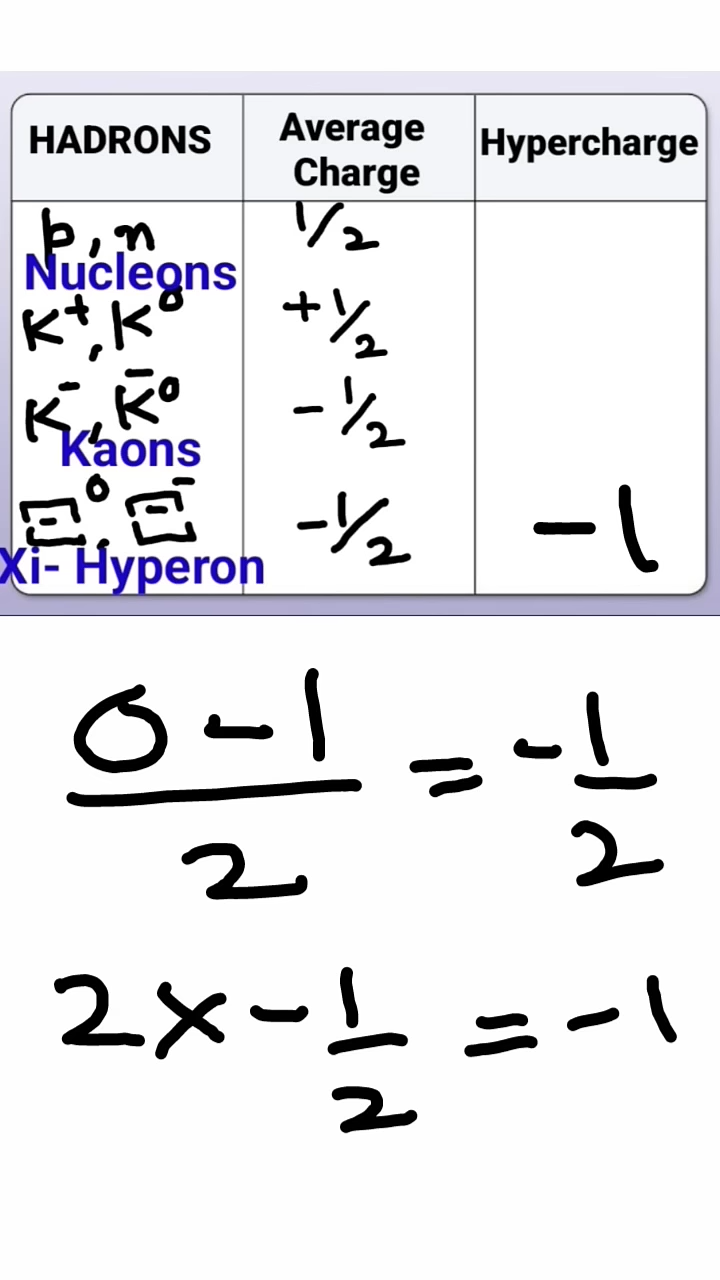 HADRONS Average Charge Hypercharge
p, n 1/2
Nucleons
K⁺, K⁰ +1/2
K⁻, K̄⁰ -1/2
Kaons
Ξ⁰, Ξ⁻ -1/2 -1
Xi- Hyperon
0-1/2 = -1/2
2x-1/2 = -1